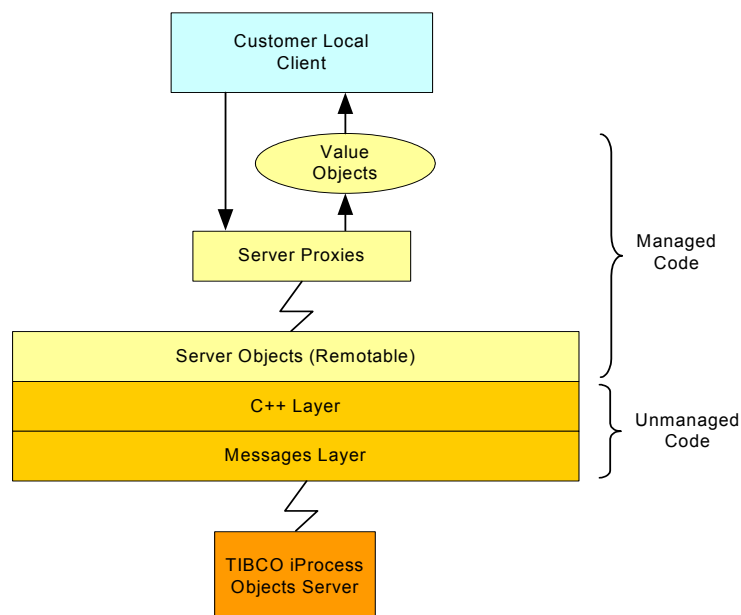 Customer Local
Client
Value
Objects
Server Proxies
Managed
Code
Server Objects (Remotable)
C++ Layer
Unmanaged
Code
Messages Layer
TIBCO iProcess
Objects Server